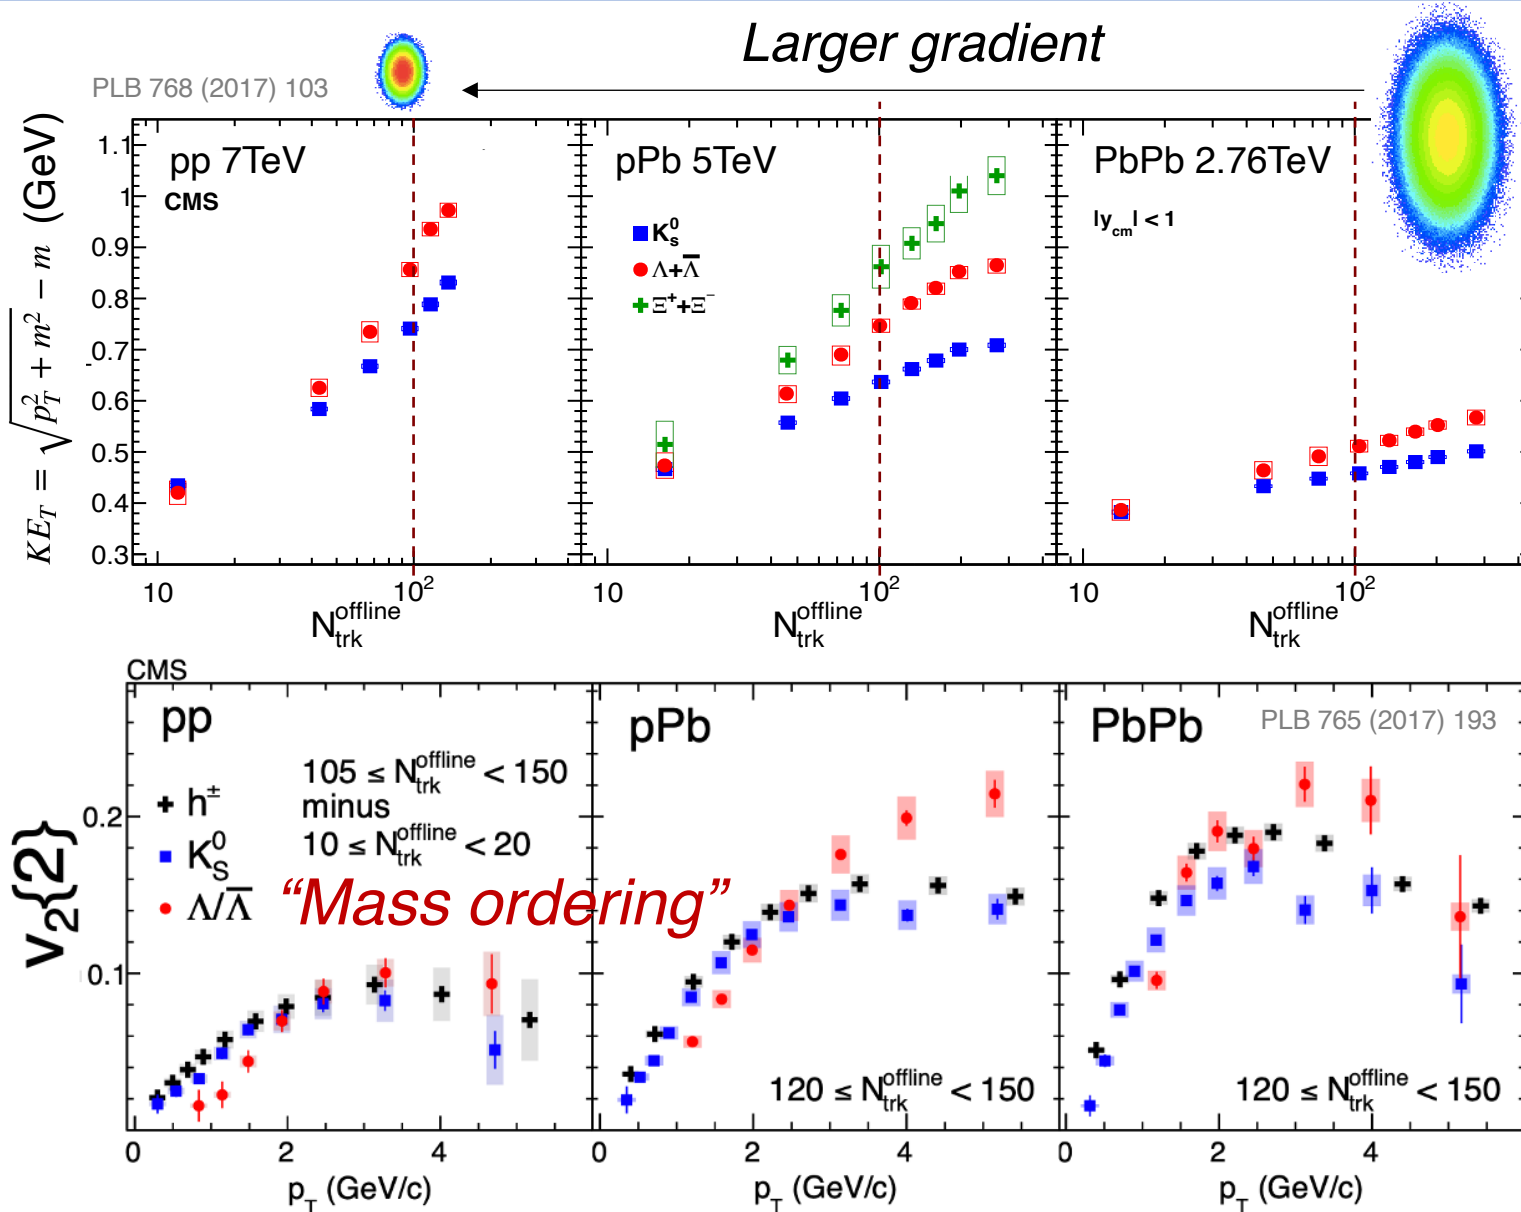 Larger gradient
PLB 768 (2017) 103
KE_T = √(p_T^2 + m^2) − m (GeV)
1.1
1
0.9
0.8
0.7
0.6
0.5
0.4
0.3
pp 7TeV
CMS
pPb 5TeV
K_s^0
Λ+Λ̅
Ξ⁺+Ξ⁻
PbPb 2.76TeV
|y_cm| < 1
10 10² 10 10² 10 10²
N_trk^offline N_trk^offline N_trk^offline
CMS
v₂{2}
0.2
0.1
pp
105 ≤ N_trk^offline < 150
minus
10 ≤ N_trk^offline < 20
h^±
K_S^0
Λ/Λ̅
“Mass ordering”
pPb
120 ≤ N_trk^offline < 150
PbPb
PLB 765 (2017) 193
120 ≤ N_trk^offline < 150
0 2 4 0 2 4 0 2 4
p_T (GeV/c) p_T (GeV/c) p_T (GeV/c)